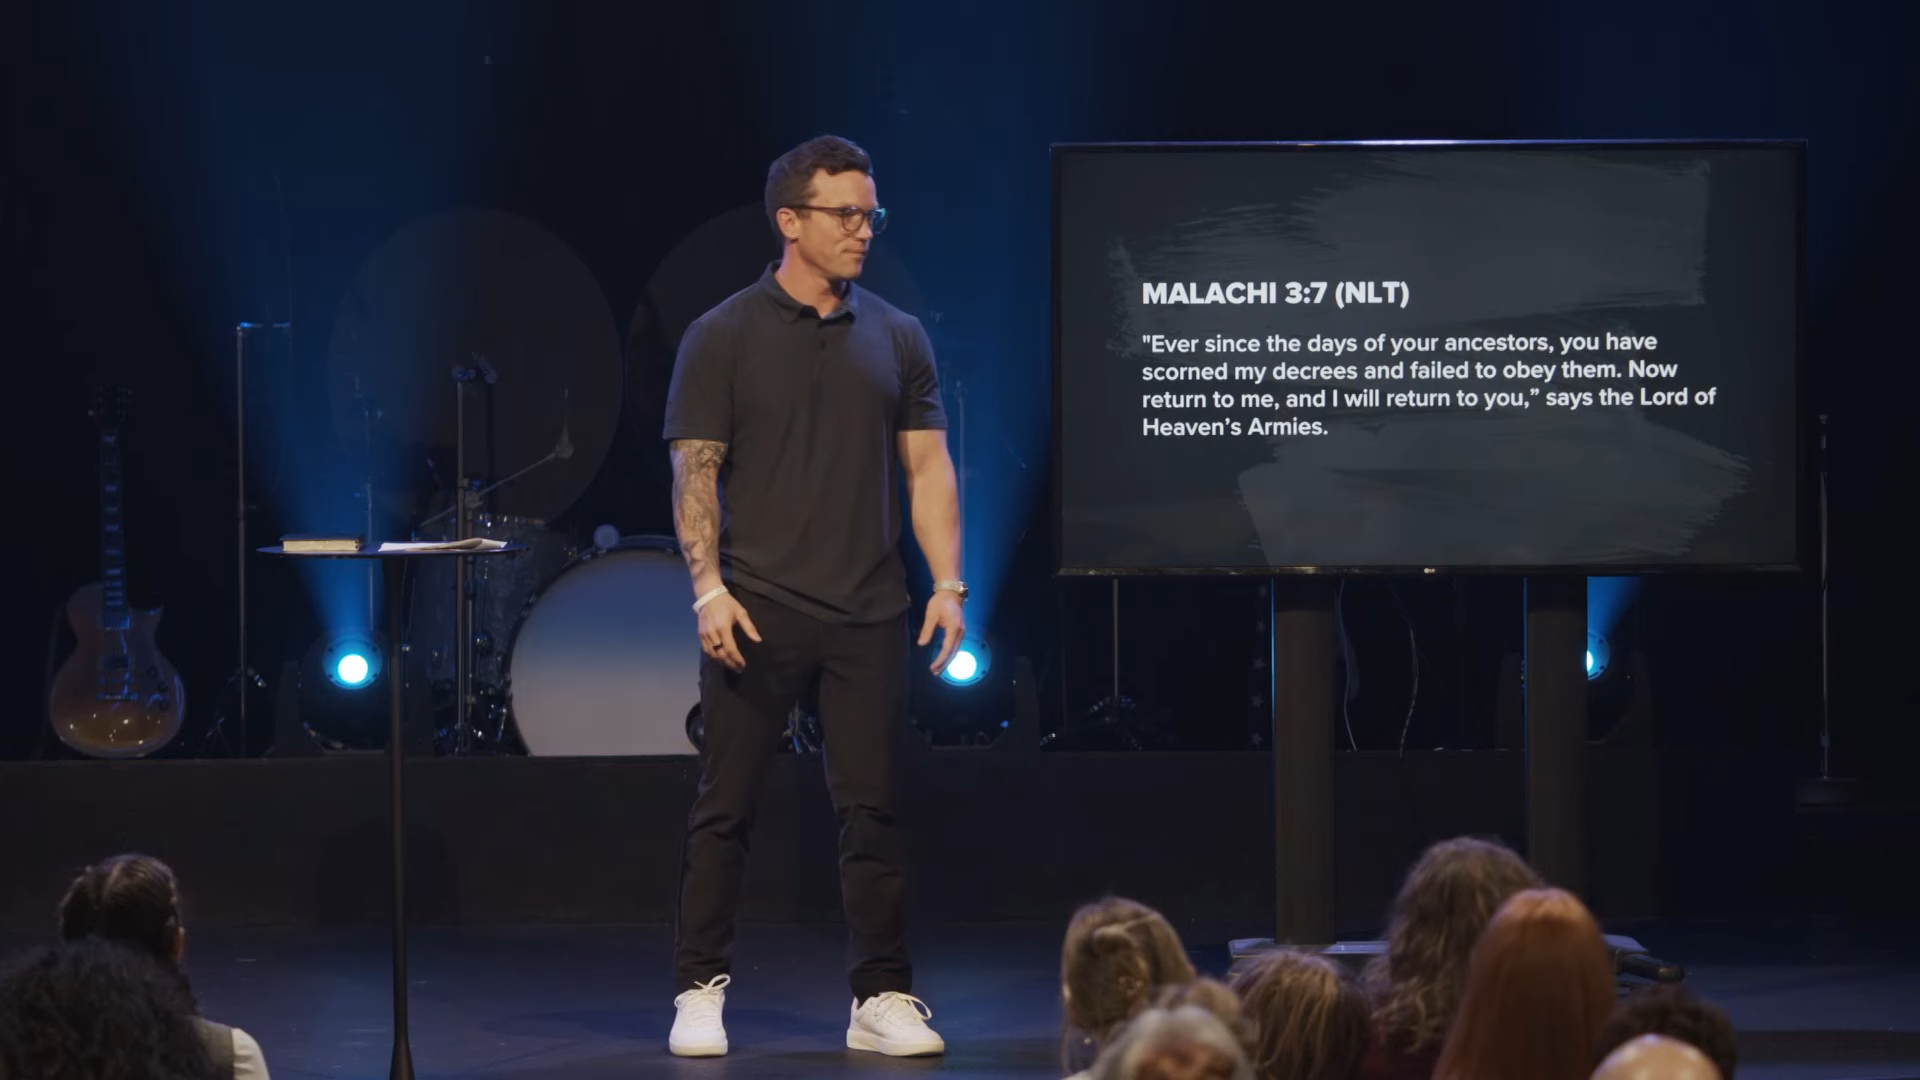 MALACHI 3:7 (NLT)
"Ever since the days of your ancestors, you have
scorned my decrees and failed to obey them. Now
return to me, and I will return to you,” says the Lord of
Heaven’s Armies.